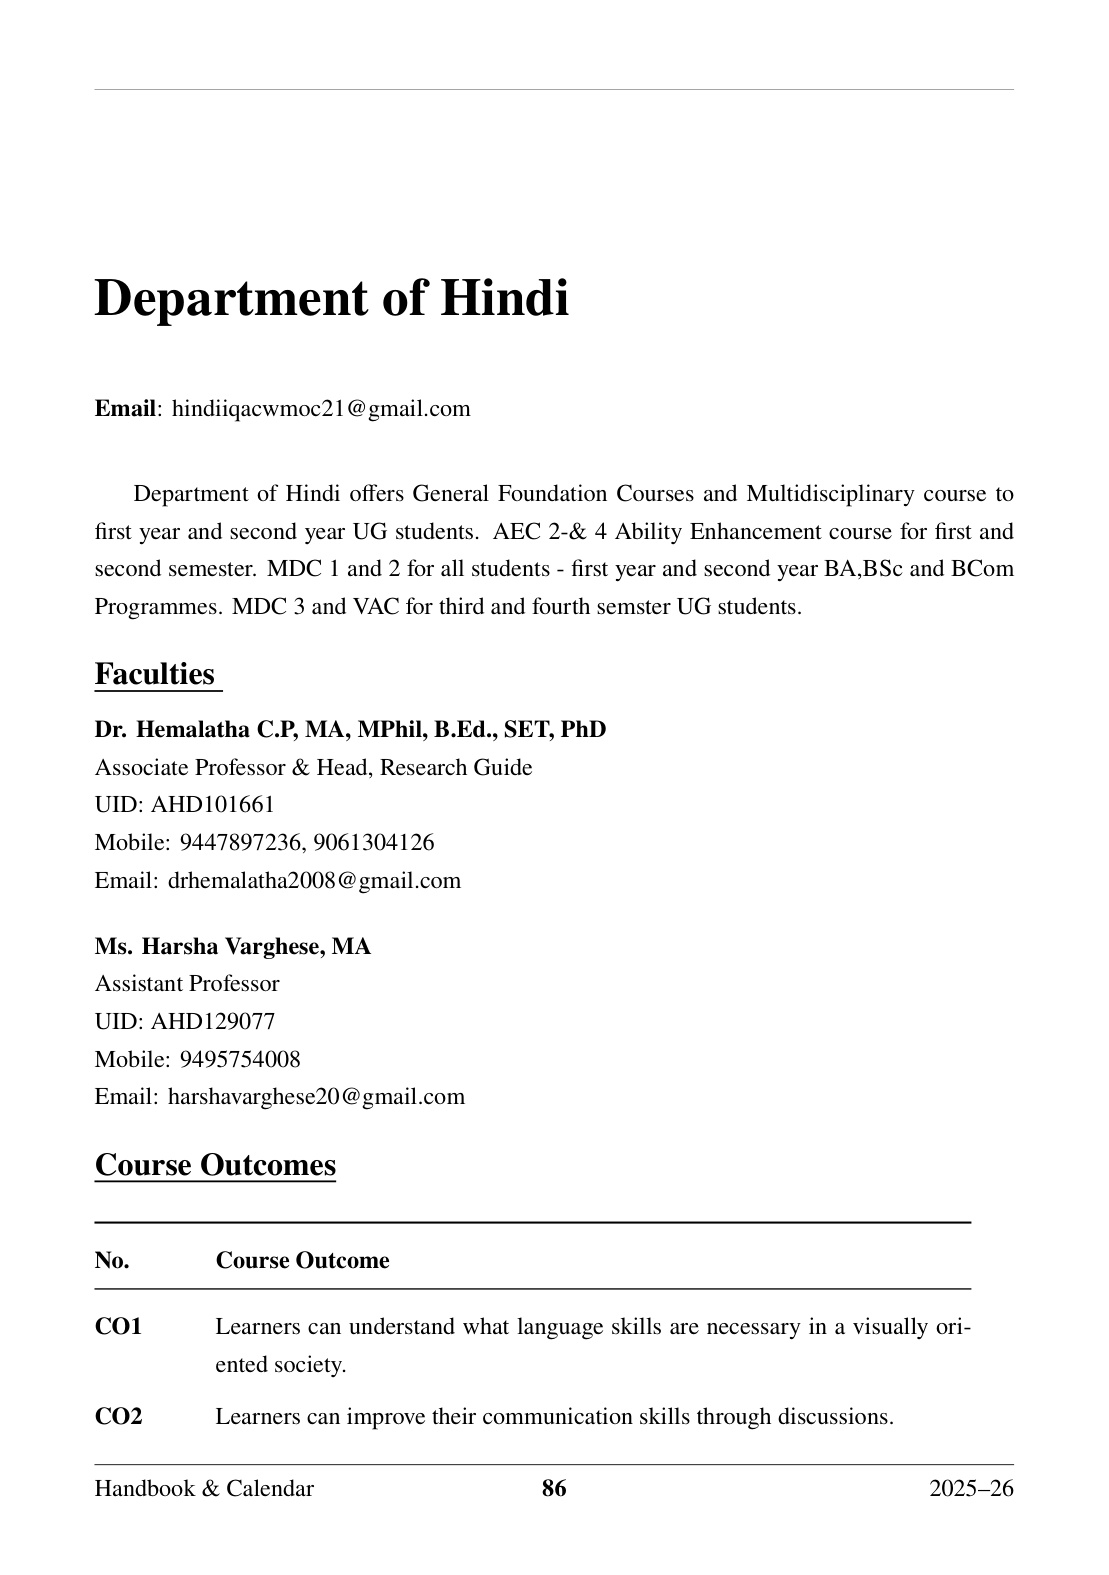 Department of Hindi
Email: hindiiqacwmoc21@gmail.com
Department of Hindi offers General Foundation Courses and Multidisciplinary course to
first year and second year UG students. AEC 2-& 4 Ability Enhancement course for first and
second semester. MDC 1 and 2 for all students - first year and second year BA,BSc and BCom
Programmes. MDC 3 and VAC for third and fourth semster UG students.
Faculties
Dr. Hemalatha C.P, MA, MPhil, B.Ed., SET, PhD
Associate Professor & Head, Research Guide
UID: AHD101661
Mobile: 9447897236, 9061304126
Email: drhemalatha2008@gmail.com
Ms. Harsha Varghese, MA
Assistant Professor
UID: AHD129077
Mobile: 9495754008
Email: harshavarghese20@gmail.com
Course Outcomes
No. Course Outcome
CO1 Learners can understand what language skills are necessary in a visually ori-
ented society.
CO2 Learners can improve their communication skills through discussions.
Handbook & Calendar 86 2025–26